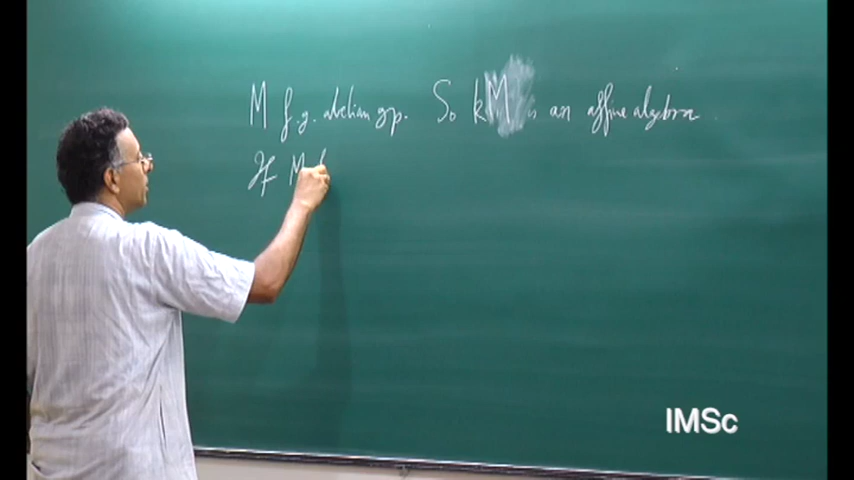 M f.g. abelian gp. So kM is an affine algebra.
If M f
IMSc